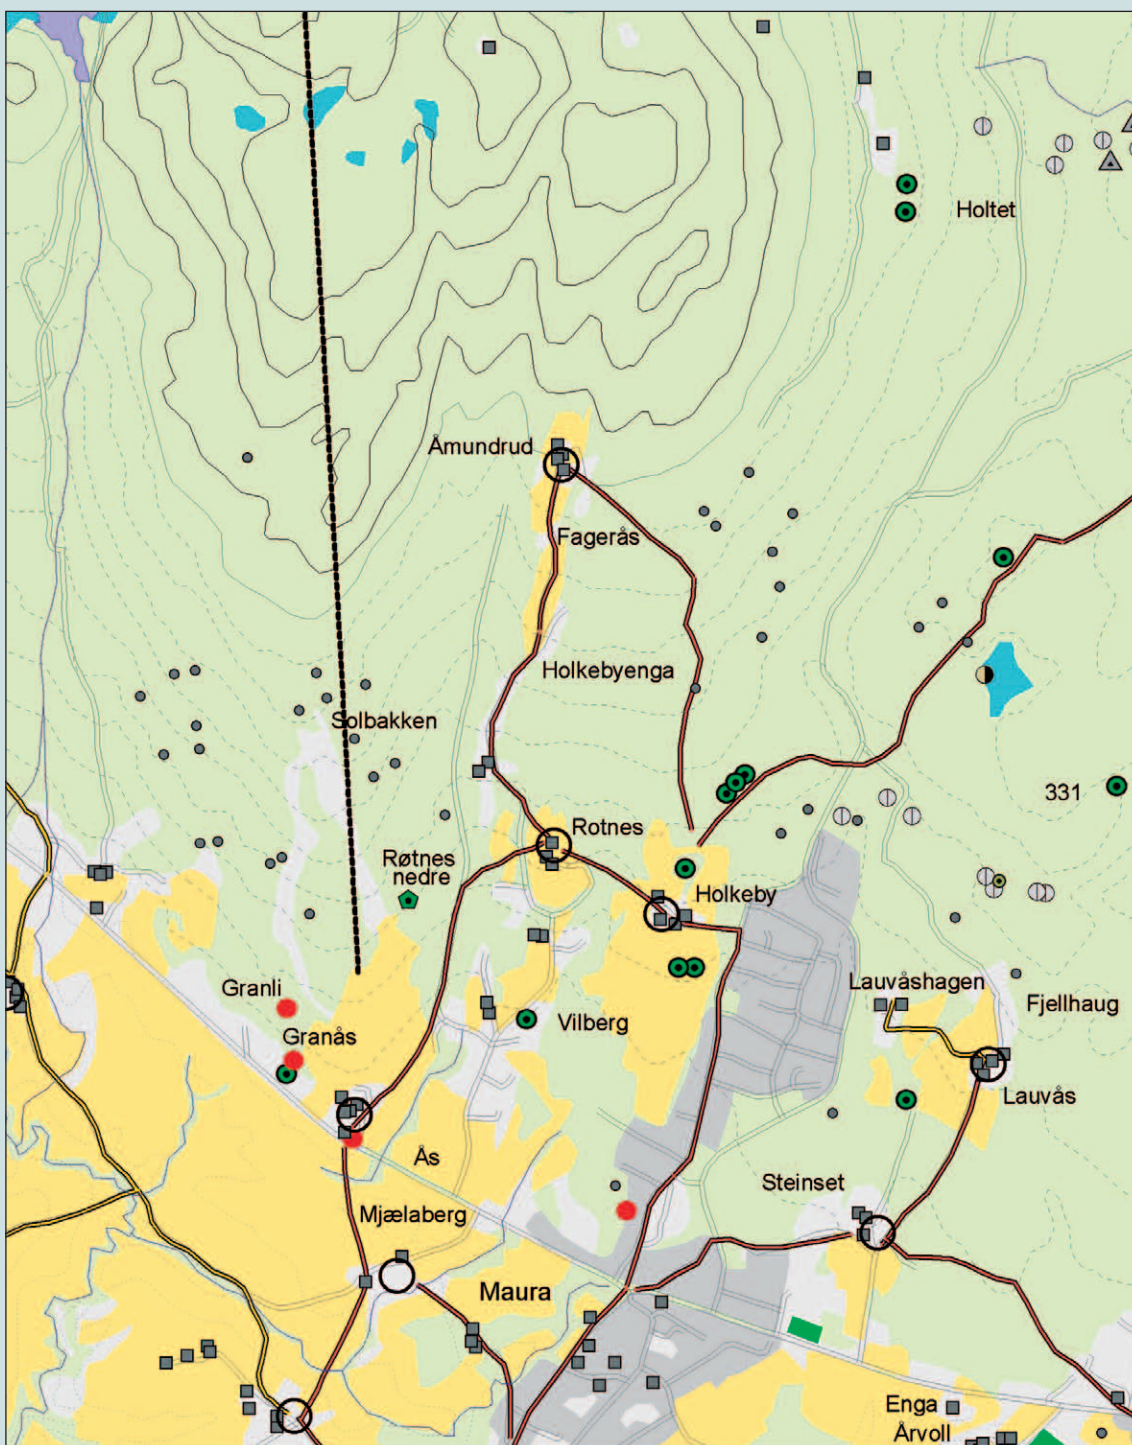 Holtet
Åmundrud
Fagerås
Holkebyenga
Solbakken
331
Rotnes
Røtnes
nedre
Holkeby
Lauvåshagen
Granli
Fjellhaug
Vilberg
Granås
Lauvås
Ås
Steinset
Mjælaberg
Maura
Enga
Årvoll